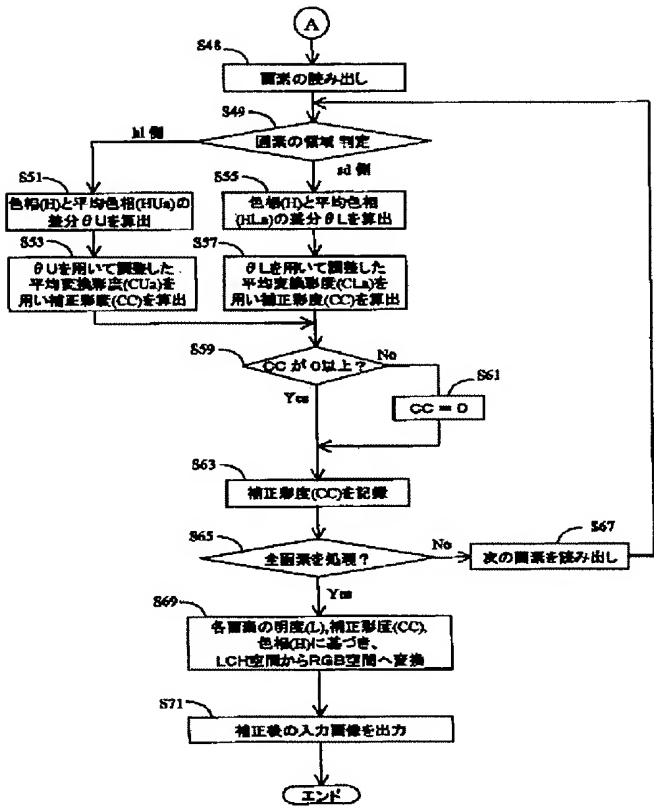 A
S48
画素の読み出し
S49
画素の領域 判定
hl 側
sd 側
S51
色相(H)と平均色相(HUa)の
差分θUを算出
S55
色相(H)と平均色相
(HLa)の差分θLを算出
S53
θUを用いて調整した
平均変換彩度(CUa)を
用い補正彩度(CC)を算出
S57
θLを用いて調整した
平均変換彩度(CLa)を
用い補正彩度(CC)を算出
S59
CCが0以上?
No
Yes
S61
CC = 0
S63
補正彩度(CC)を記録
S65
全画素を処理?
No
S67
次の画素を読み出し
Yes
S69
各画素の明度(L),補正彩度(CC),
色相(H)に基づき、
LCH空間からRGB空間へ変換
S71
補正後の入力画像を出力
エンド